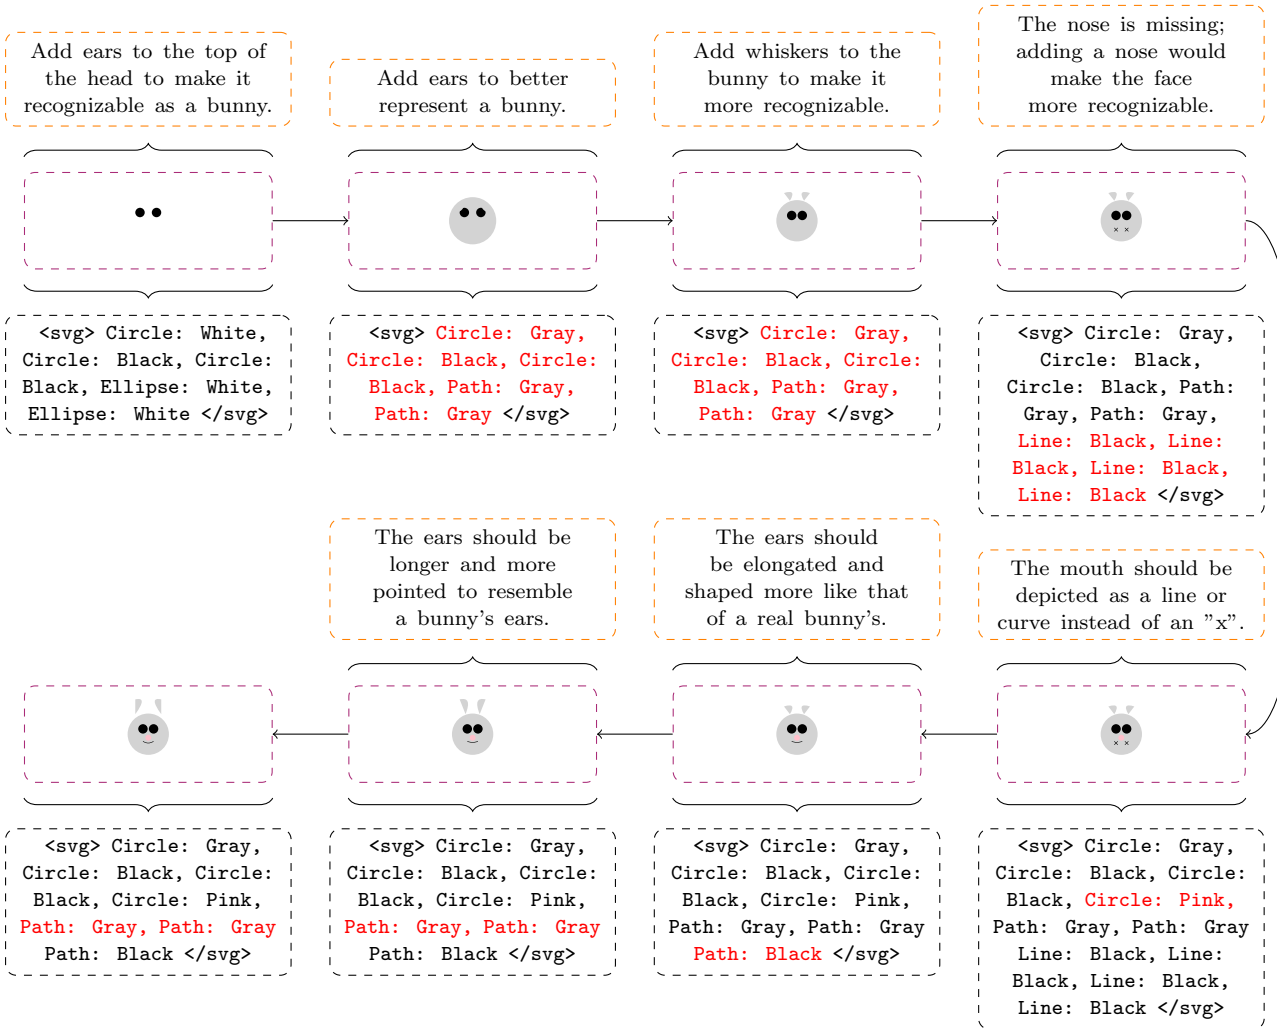 Add ears to the top of
the head to make it
recognizable as a bunny.
Add ears to better
represent a bunny.
Add whiskers to the
bunny to make it
more recognizable.
The nose is missing;
adding a nose would
make the face
more recognizable.
<svg> Circle: White,
Circle: Black, Circle:
Black, Ellipse: White,
Ellipse: White </svg>
<svg> Circle: Gray,
Circle: Black, Circle:
Black, Path: Gray,
Path: Gray </svg>
<svg> Circle: Gray,
Circle: Black, Circle:
Black, Path: Gray,
Path: Gray </svg>
<svg> Circle: Gray,
Circle: Black,
Circle: Black, Path:
Gray, Path: Gray,
Line: Black, Line:
Black, Line: Black,
Line: Black </svg>
The ears should be
longer and more
pointed to resemble
a bunny's ears.
The ears should
be elongated and
shaped more like that
of a real bunny's.
The mouth should be
depicted as a line or
curve instead of an "x".
<svg> Circle: Gray,
Circle: Black, Circle:
Black, Circle: Pink,
Path: Gray, Path: Gray
Path: Black </svg>
<svg> Circle: Gray,
Circle: Black, Circle:
Black, Circle: Pink,
Path: Gray, Path: Gray
Path: Black </svg>
<svg> Circle: Gray,
Circle: Black, Circle:
Black, Circle: Pink,
Path: Gray, Path: Gray
Path: Black </svg>
<svg> Circle: Gray,
Circle: Black, Circle:
Black, Circle: Pink,
Path: Gray, Path: Gray
Line: Black, Line:
Black, Line: Black,
Line: Black </svg>